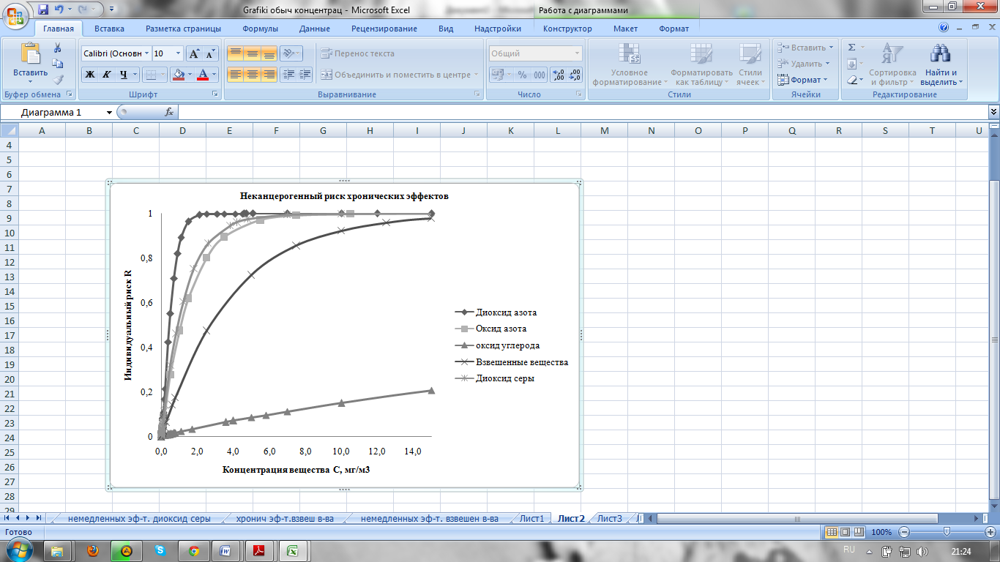 Grafiki обыч концентрац - Microsoft Excel
Работа с диаграммами
Главная Вставка Разметка страницы Формулы Данные Рецензирование Вид Надстройки Конструктор Макет Формат
Вставить
Calibri (Основн 10
Ж К Ч
Перенос текста
Объединить и поместить в центре
Общий
% 000
Условное форматирование
Форматировать как таблицу
Стили ячеек
Вставить
Удалить
Формат
Сортировка и фильтр
Найти и выделить
Буфер обмена Шрифт Выравнивание Число Стили Ячейки Редактирование
Диаграмма 1 fx
A B C D E F G H I J K L M N O P Q R S T U
4
5
6
7
8
9
10
11
12
13
14
15
16
17
18
19
20
21
22
23
24
25
26
27
28
29
Неканцерогенный риск хронических эффектов
Индивидуальный риск R
1
0,8
0,6
0,4
0,2
0
0,0 2,0 4,0 6,0 8,0 10,0 12,0 14,0
Концентрация вещества С, мг/м3
Диоксид азота
Оксид азота
оксид углерода
Взвешенные вещества
Диоксид серы
немедленных эф-т. диоксид серы хронич эф-т.взвеш в-ва немедленных эф-т. взвешен в-ва Лист1 Лист2 Лист3
Готово 100%
RU 21:24